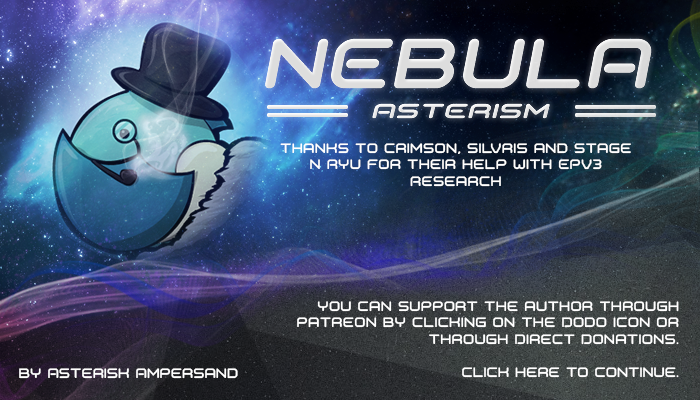 NEBULA
ASTERISM
THANKS TO CRIMSON, SILVRIS AND STAGE
N RYU FOR THEIR HELP WITH EPV3
RESEARCH
YOU CAN SUPPORT THE AUTHOR THROUGH
PATREON BY CLICKING ON THE DODO ICON OR
THROUGH DIRECT DONATIONS.
BY ASTERISK AMPERSAND
CLICK HERE TO CONTINUE.